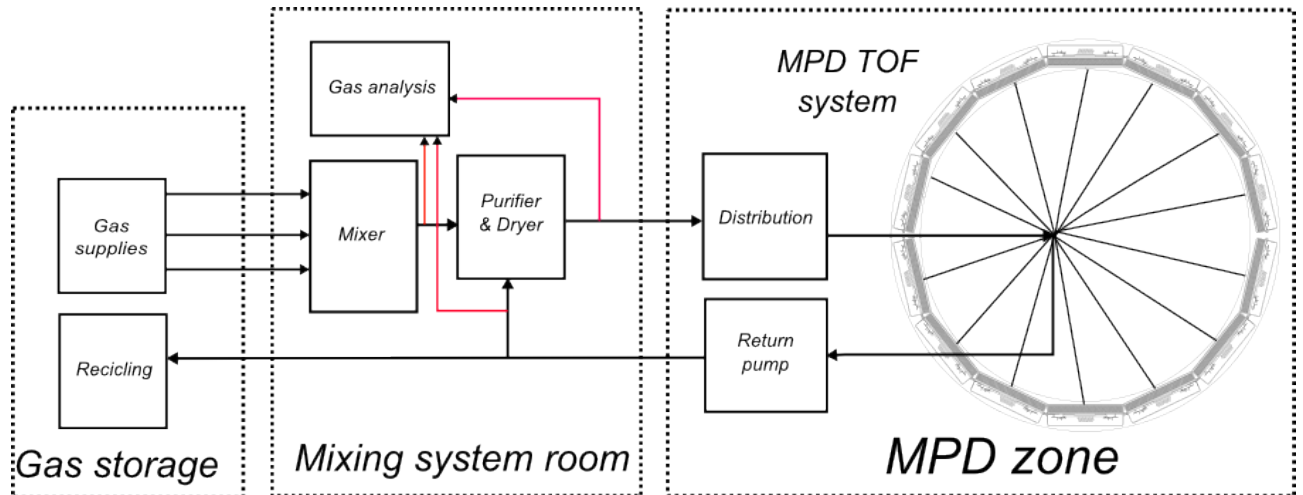 MPD TOF
system
Gas analysis
Gas
supplies
Mixer
Purifier
& Dryer
Distribution
Recicling
Return
pump
Gas storage
Mixing system room
MPD zone